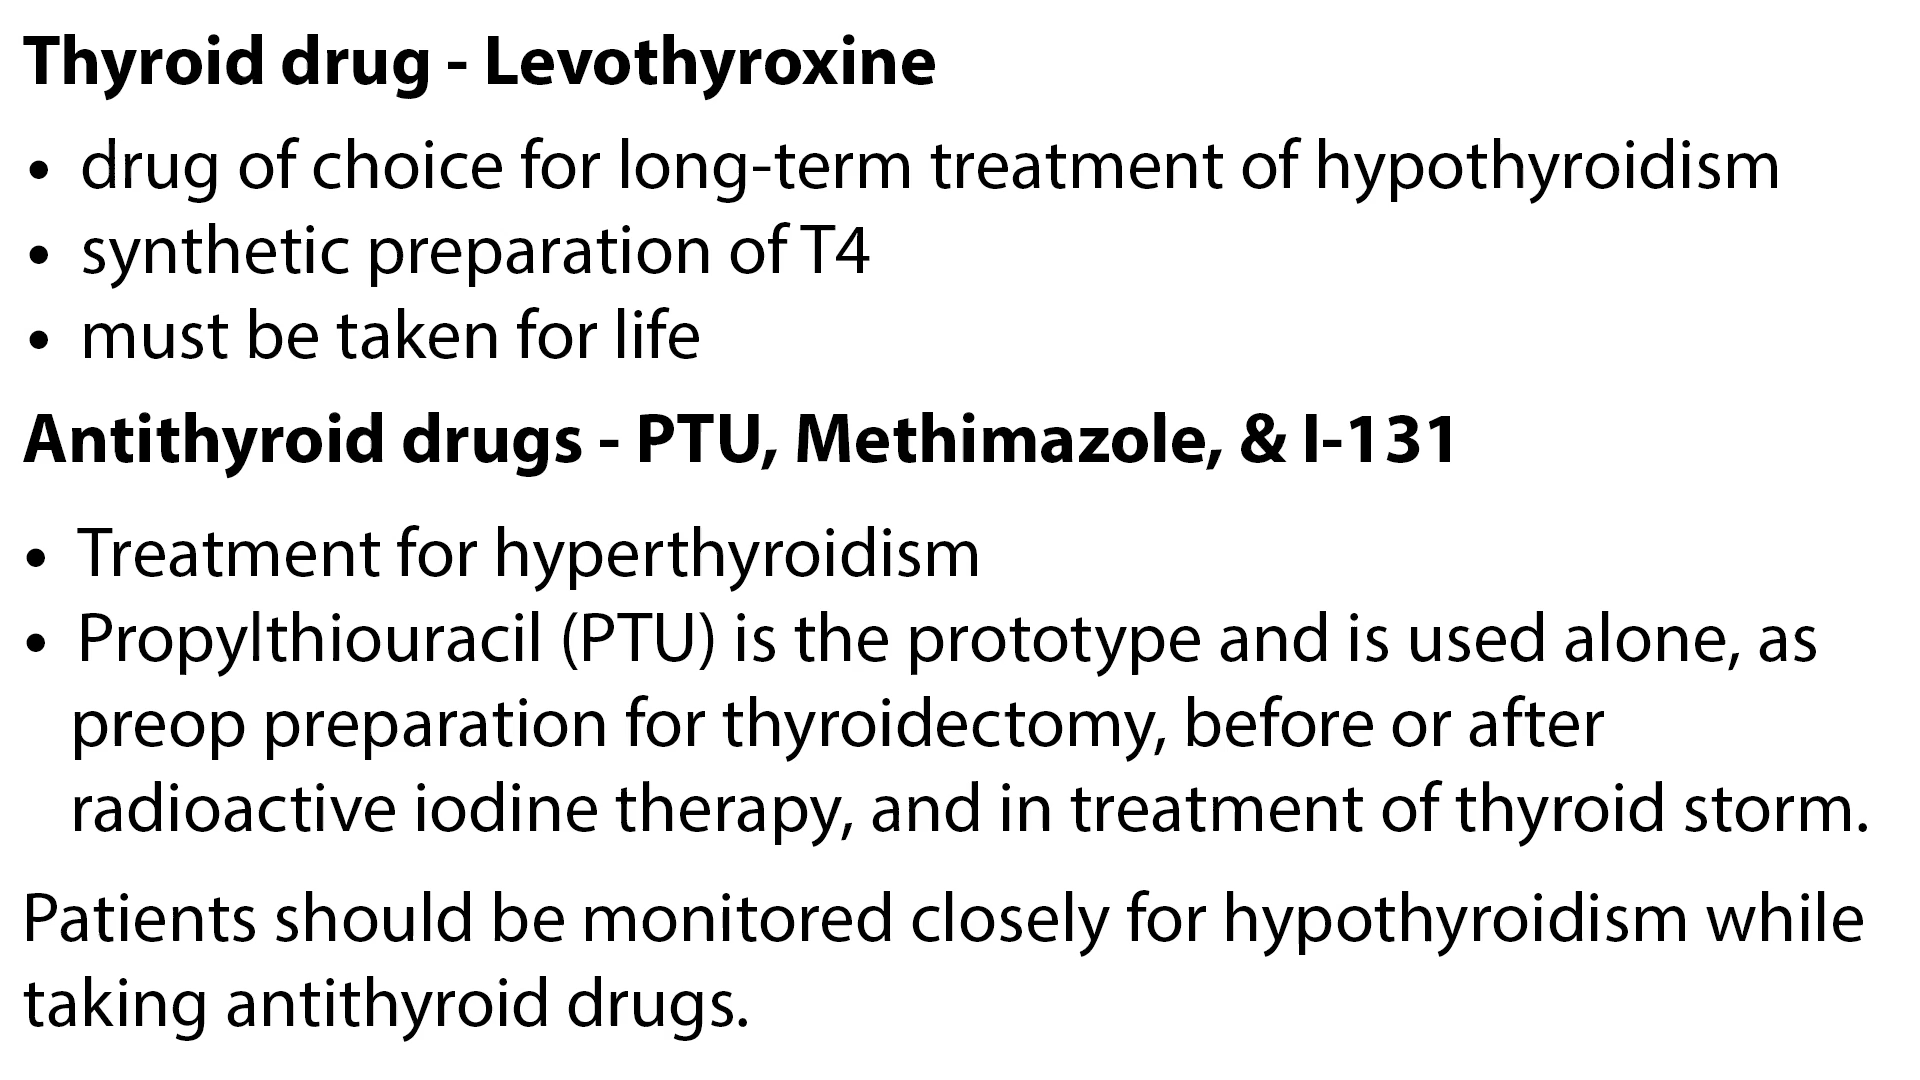 Thyroid drug - Levothyroxine
• drug of choice for long-term treatment of hypothyroidism
• synthetic preparation of T4
• must be taken for life
Antithyroid drugs - PTU, Methimazole, & I-131
• Treatment for hyperthyroidism
• Propylthiouracil (PTU) is the prototype and is used alone, as
preop preparation for thyroidectomy, before or after
radioactive iodine therapy, and in treatment of thyroid storm.
Patients should be monitored closely for hypothyroidism while
taking antithyroid drugs.